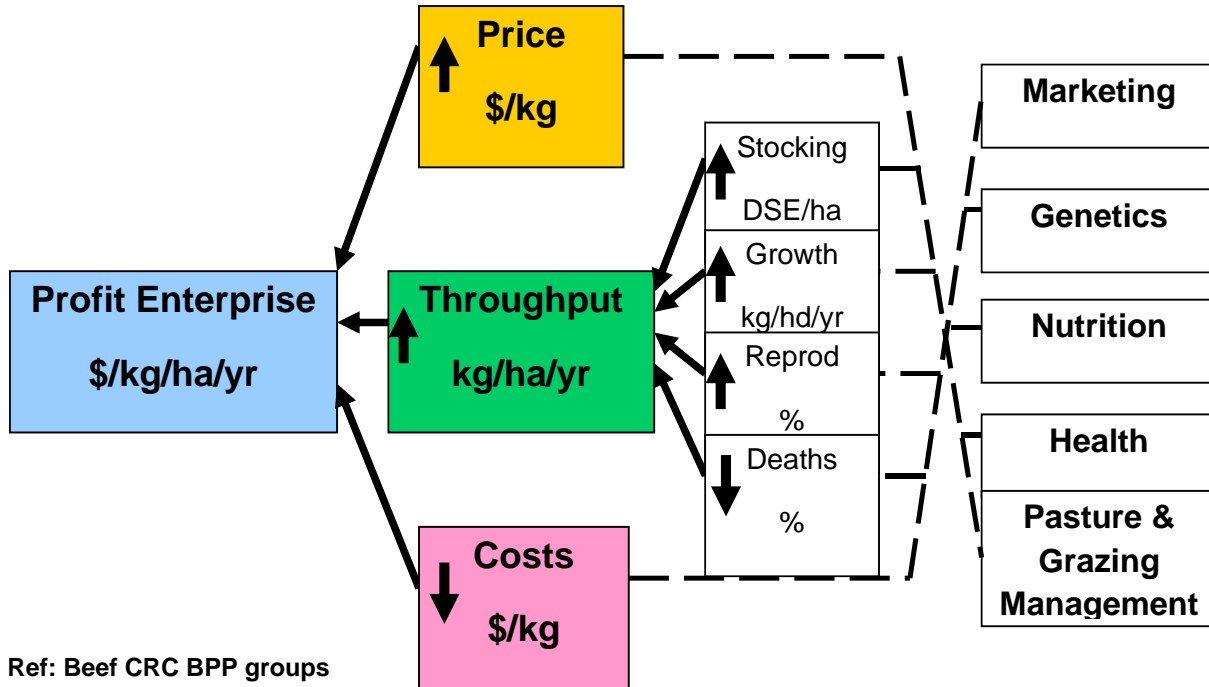 Price
$/kg
Profit Enterprise
$/kg/ha/yr
Throughput
kg/ha/yr
Costs
$/kg
Stocking
DSE/ha
Growth
kg/hd/yr
Reprod
%
Deaths
%
Marketing
Genetics
Nutrition
Health
Pasture &
Grazing
Management
Ref: Beef CRC BPP groups